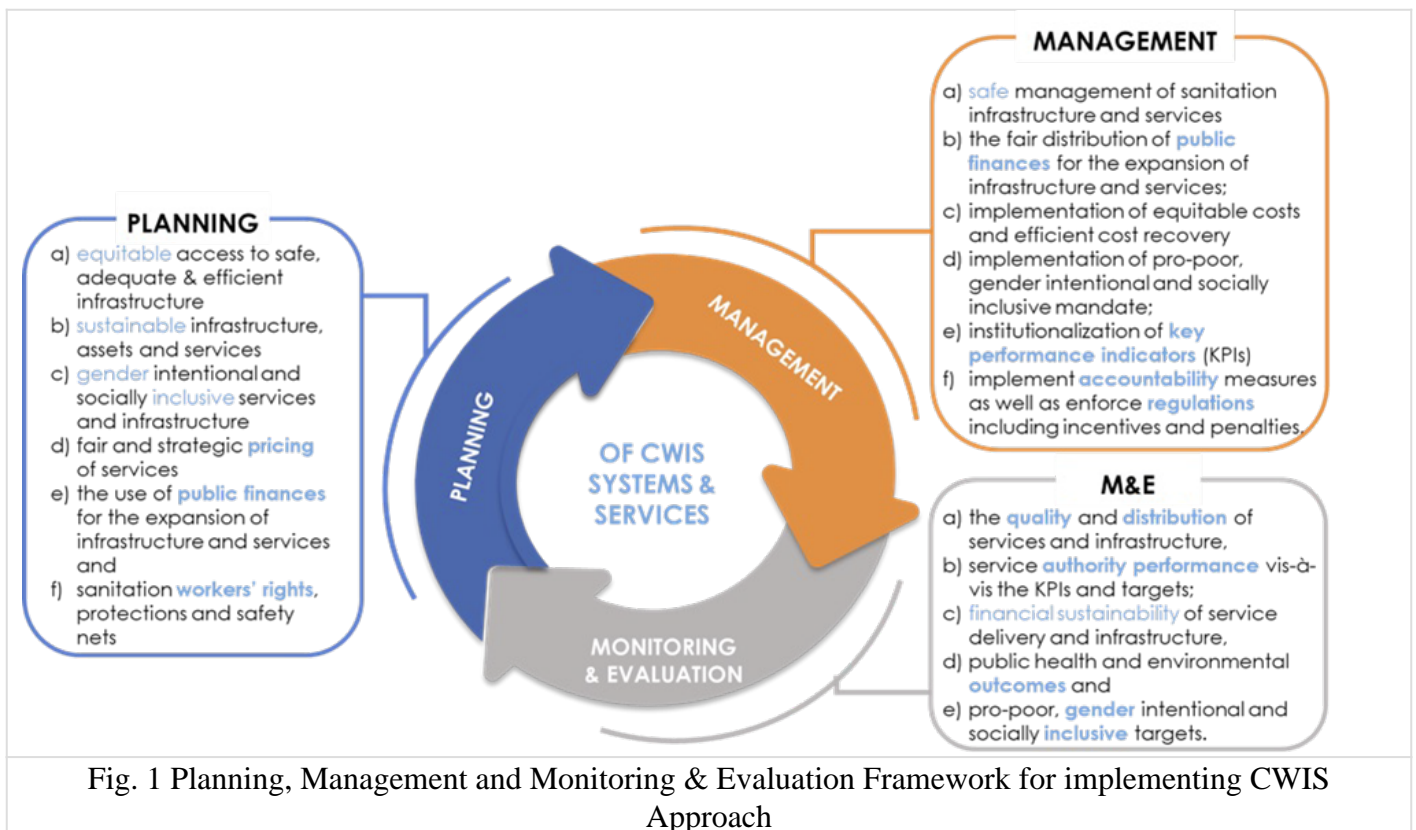 PLANNING
a) equitable access to safe,
adequate & efficient
infrastructure
b) sustainable infrastructure,
assets and services
c) gender intentional and
socially inclusive services
and infrastructure
d) fair and strategic pricing
of services
e) the use of public finances
for the expansion of
infrastructure and services
and
f) sanitation workers' rights,
protections and safety
nets
PLANNING
MANAGEMENT
MONITORING
& EVALUATION
OF CWIS
SYSTEMS &
SERVICES
MANAGEMENT
a) safe management of sanitation
infrastructure and services
b) the fair distribution of public
finances for the expansion of
infrastructure and services;
c) implementation of equitable costs
and efficient cost recovery
d) implementation of pro-poor,
gender intentional and socially
inclusive mandate;
e) institutionalization of key
performance indicators (KPIs)
f) implement accountability measures
as well as enforce regulations
including incentives and penalties.
M&E
a) the quality and distribution of
services and infrastructure,
b) service authority performance vis-à-
vis the KPIs and targets;
c) financial sustainability of service
delivery and infrastructure,
d) public health and environmental
outcomes and
e) pro-poor, gender intentional and
socially inclusive targets.
Fig. 1 Planning, Management and Monitoring & Evaluation Framework for implementing CWIS
Approach